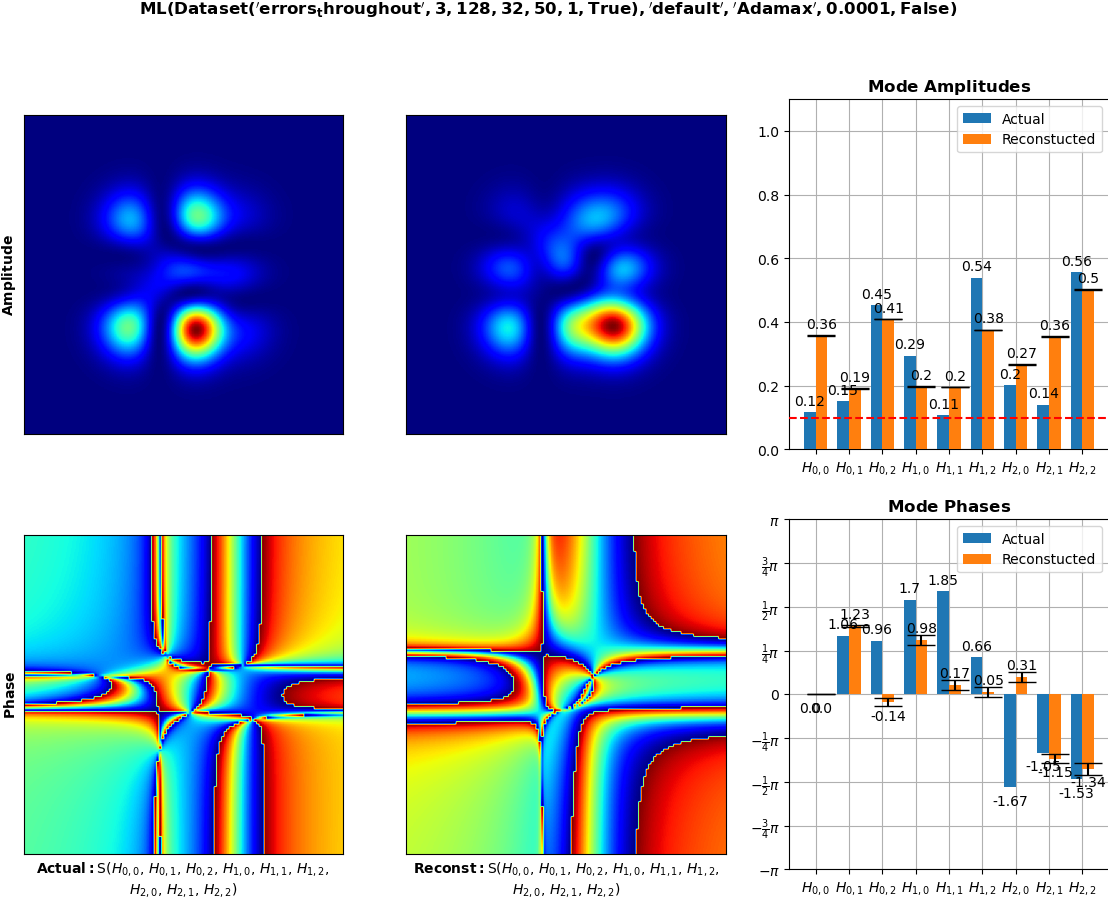 ML(Dataset('errors_throughout', 3, 128, 32, 50, 1, True), 'default', 'Adamax', 0.0001, False)
Amplitude
Mode Amplitudes
Actual
Reconstucted
1.0
0.8
0.6
0.4
0.2
0.0
0.12
0.36
0.15
0.19
0.45
0.41
0.29
0.2
0.11
0.2
0.54
0.38
0.2
0.27
0.14
0.36
0.56
0.5
H0,0 H0,1 H0,2 H1,0 H1,1 H1,2 H2,0 H2,1 H2,2
Phase
Mode Phases
Actual
Reconstucted
π
3/4π
1/2π
1/4π
0
−1/4π
−1/2π
−3/4π
−π
0.0
0.0
1.06
1.23
0.96
-0.14
1.7
0.98
1.85
0.17
0.66
0.05
-1.67
0.31
-1.05
-1.15
-1.53
-1.34
H0,0 H0,1 H0,2 H1,0 H1,1 H1,2 H2,0 H2,1 H2,2
Actual: S(H0,0, H0,1, H0,2, H1,0, H1,1, H1,2,
H2,0, H2,1, H2,2)
Reconst: S(H0,0, H0,1, H0,2, H1,0, H1,1, H1,2,
H2,0, H2,1, H2,2)